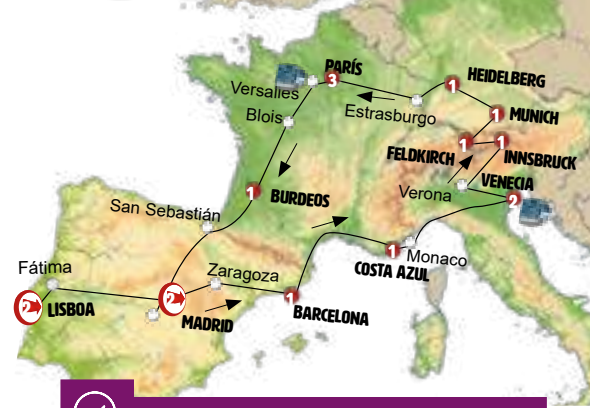 PARÍS
3
Versalles
HEIDELBERG
1
Blois
Estrasburgo
MUNICH
1
FELDKIRCH
1
1
INNSBRUCK
BURDEOS
1
Verona
VENECIA
2
San Sebastián
Monaco
COSTA AZUL
1
Fátima
Zaragoza
2
LISBOA
2
MADRID
1
BARCELONA